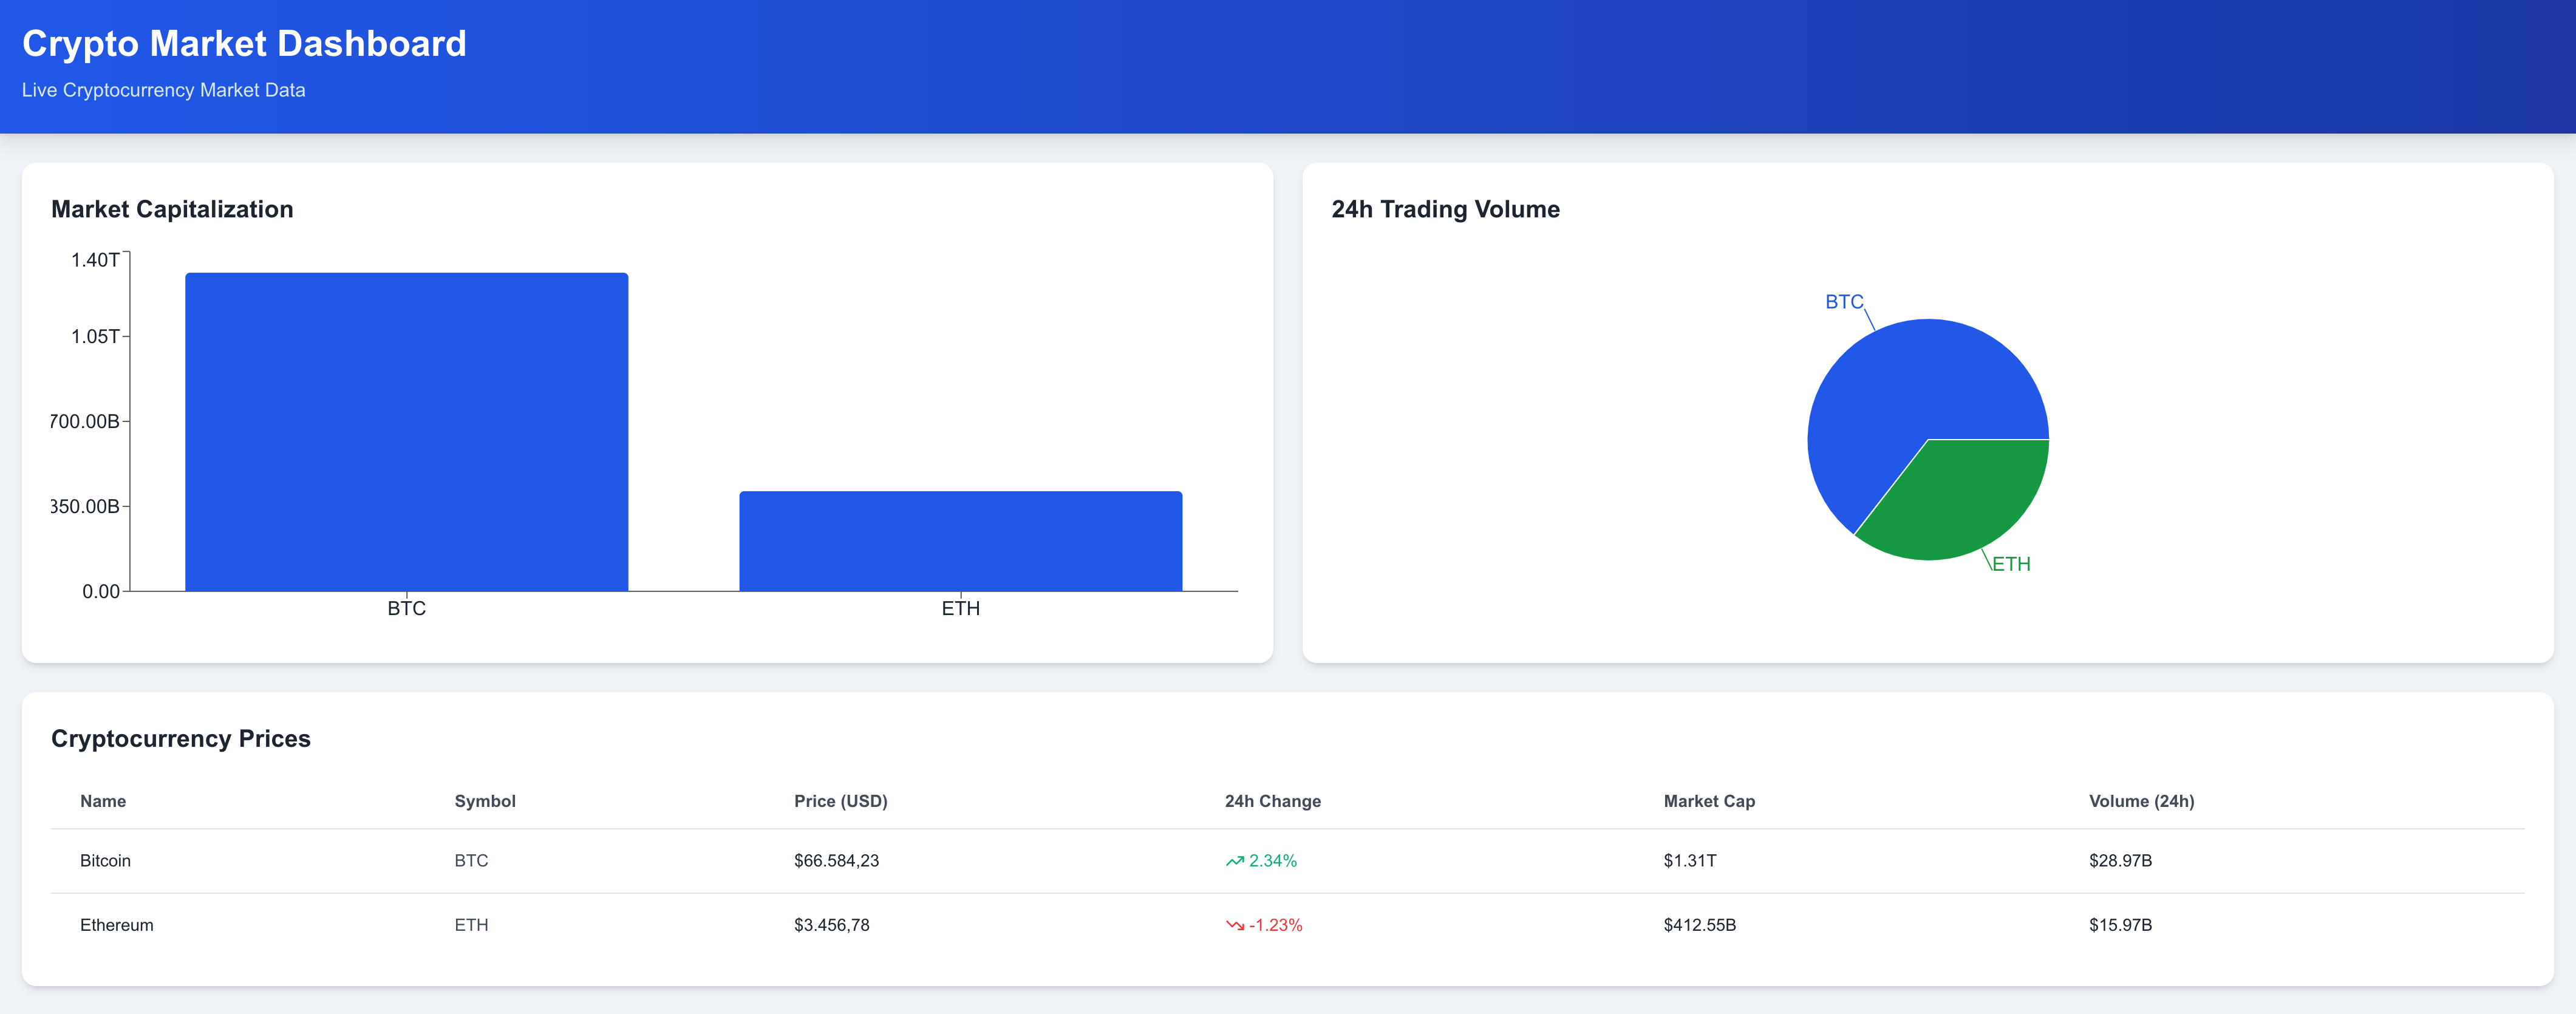 Crypto Market Dashboard
Live Cryptocurrency Market Data
Market Capitalization
1.40T
1.05T
700.00B
350.00B
0.00
BTC
ETH
24h Trading Volume
BTC
ETH
Cryptocurrency Prices
Name Symbol Price (USD) 24h Change Market Cap Volume (24h)
Bitcoin BTC $66.584,23 2.34% $1.31T $28.97B
Ethereum ETH $3.456,78 -1.23% $412.55B $15.97B